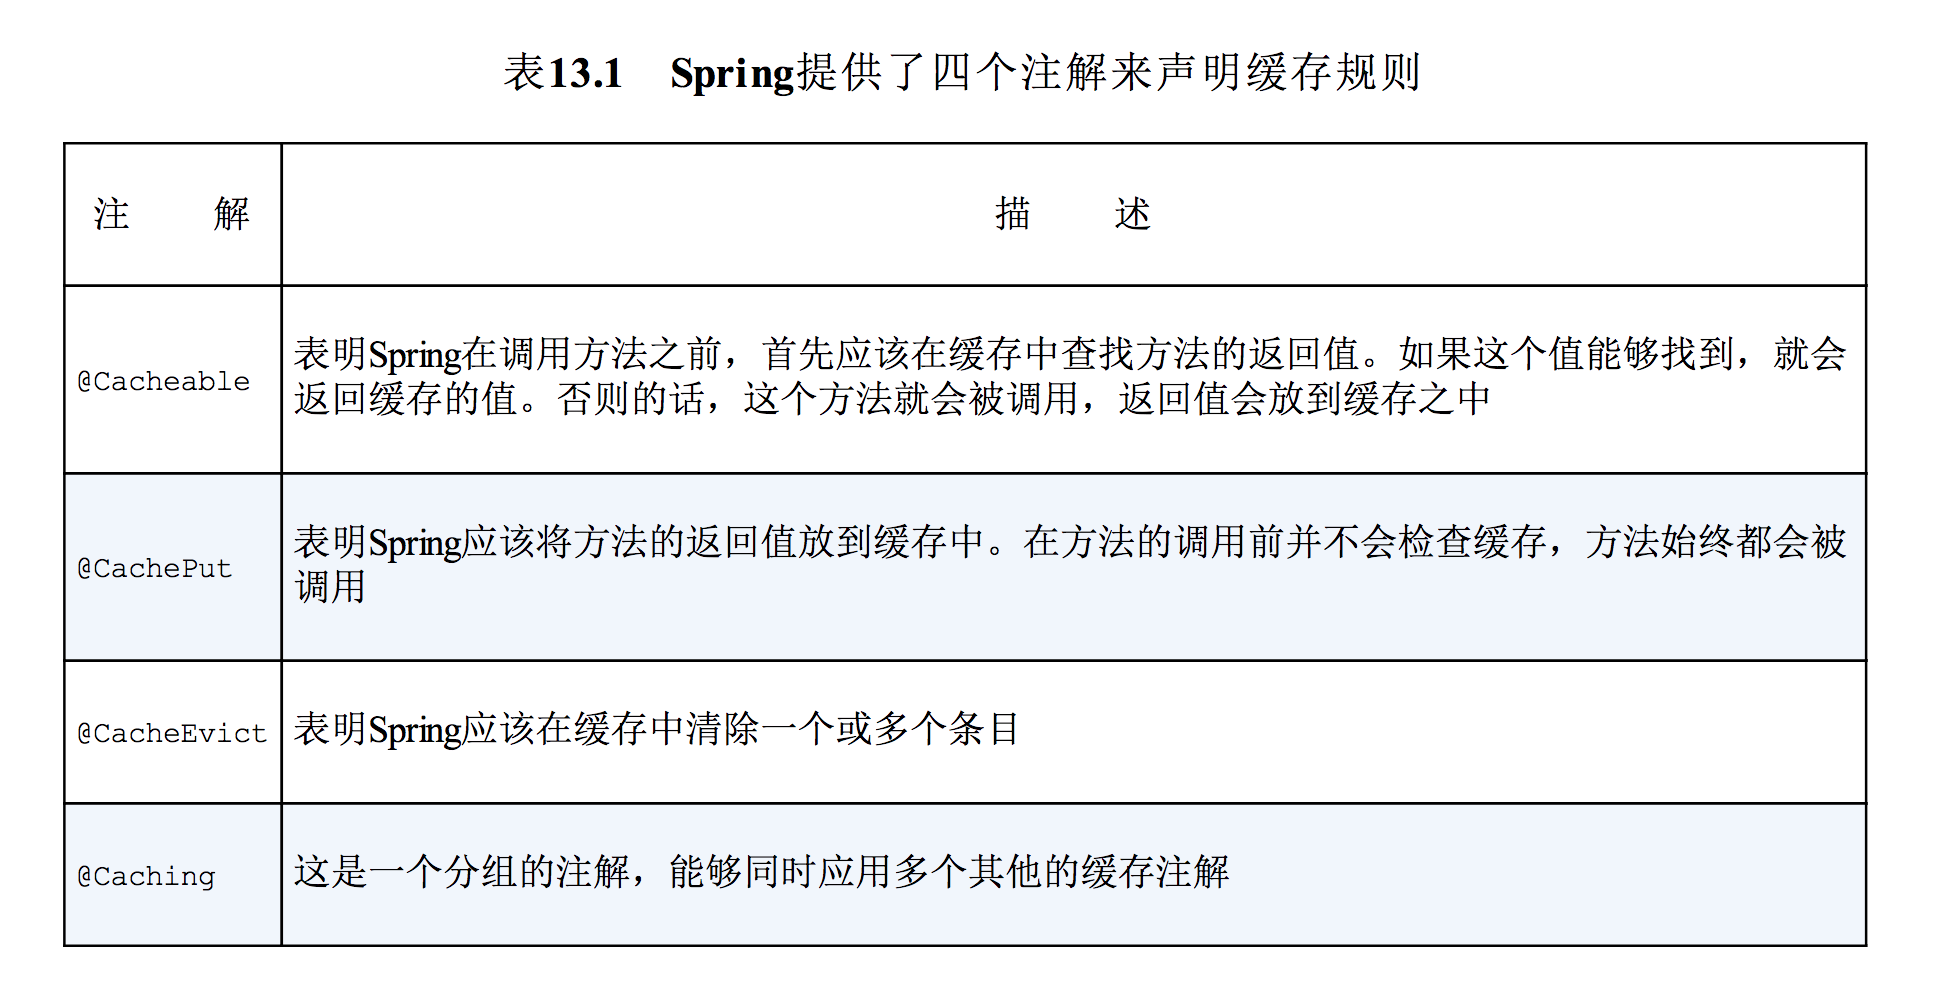 表13.1 Spring提供了四个注解来声明缓存规则
注 解
描 述
@Cacheable
表明Spring在调用方法之前，首先应该在缓存中查找方法的返回值。如果这个值能够找到，就会
返回缓存的值。否则的话，这个方法就会被调用，返回值会放到缓存之中
@CachePut
表明Spring应该将方法的返回值放到缓存中。在方法的调用前并不会检查缓存，方法始终都会被
调用
@CacheEvict
表明Spring应该在缓存中清除一个或多个条目
@Caching
这是一个分组的注解，能够同时应用多个其他的缓存注解